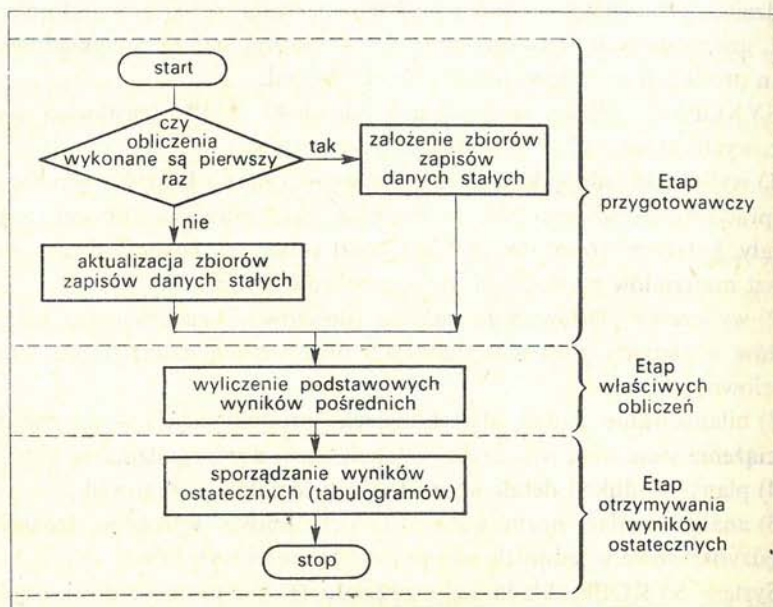 start
czy
obliczenia
wykonane są pierwszy
raz
tak
założenie zbiorów
zapisów
danych stałych
nie
aktualizacja zbiorów
zapisów danych stałych
Etap
przygotowawczy
wyliczenie podstawowych
wyników pośrednich
Etap
właściwych
obliczeń
sporządzanie wyników
ostatecznych (tabulogramów)
stop
Etap
otrzymywania
wyników
ostatecznych